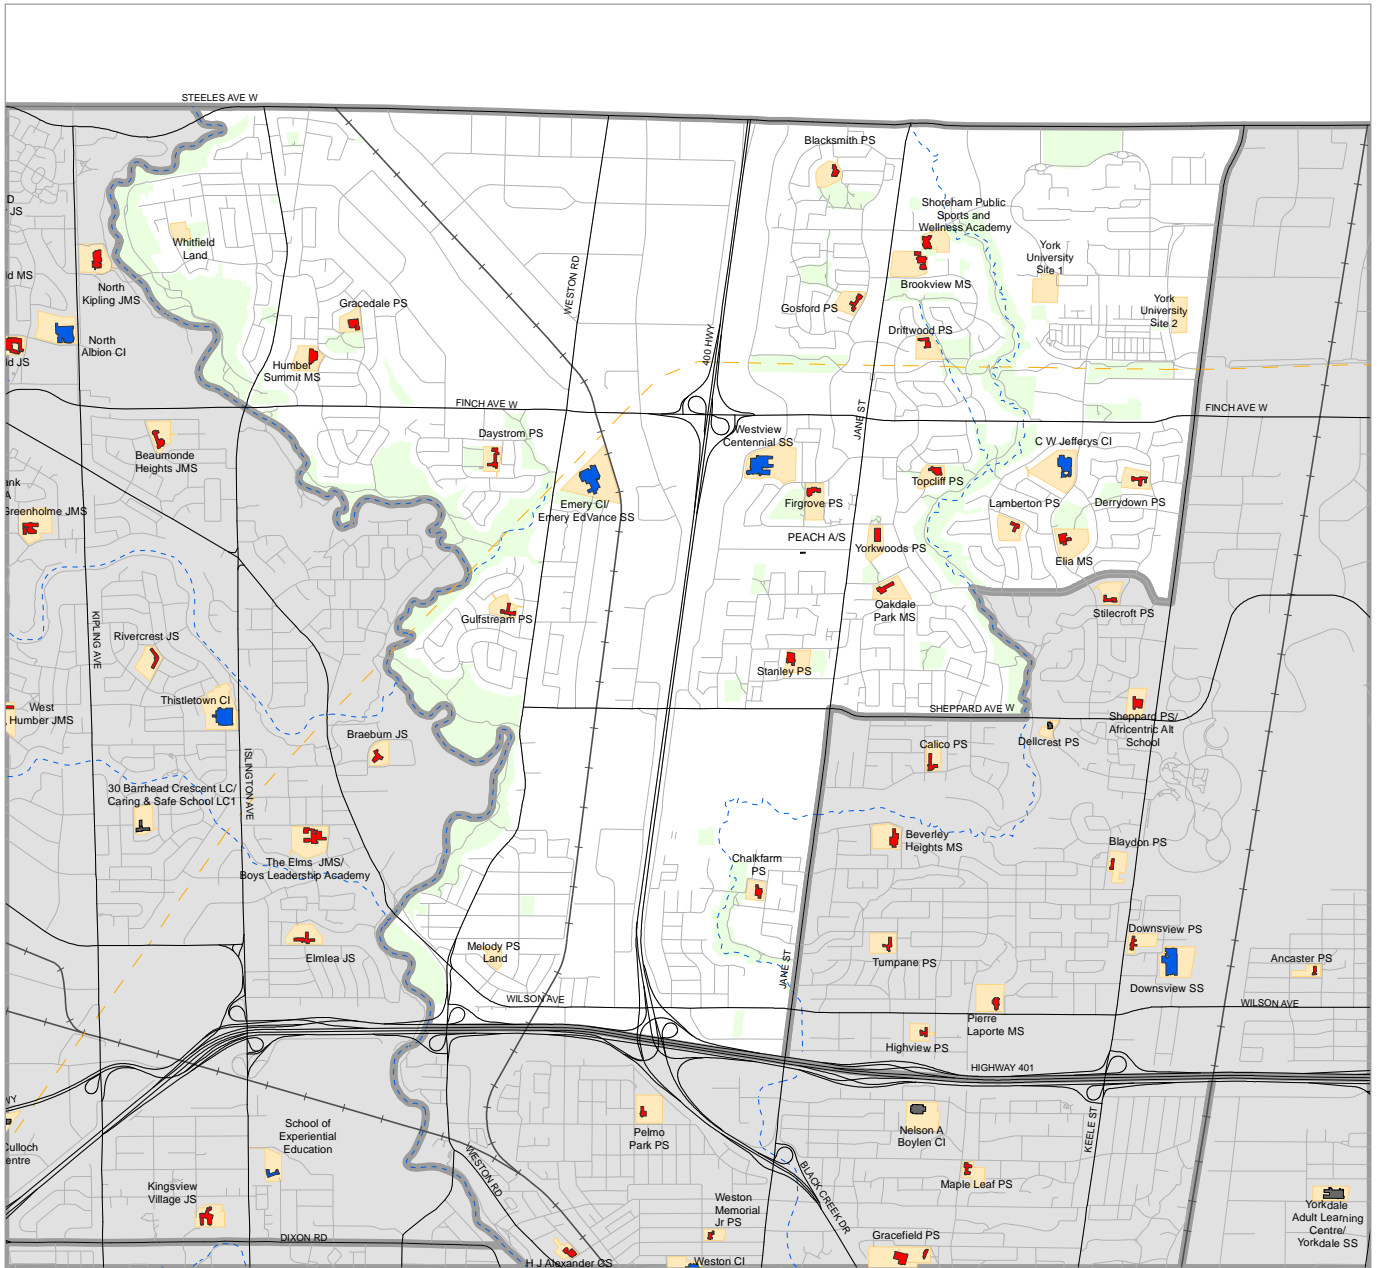 STEELES AVE W
Blacksmith PS
D
JS
Shoreham Public
Sports and
Wellness Academy
Whitfield
Land
York
University
Site 1
ld MS
North
Kipling JMS
WESTON RD
Brookview MS
Gracedale PS
Gosford PS
York
University
Site 2
North
Albion CI
400 HWY
Driftwood PS
ld JS
Humber
Summit MS
FINCH AVE W
JANE ST
FINCH AVE W
Daystrom PS
Westview
Centennial SS
C W Jefferys CI
Beaumonde
Heights JMS
ank
A
Greenholme JMS
Topcliff PS
Emery CI/
Emery EdVance SS
Firgrove PS
Lamberton PS
Derrydown PS
PEACH A/S
Yorkwoods PS
Elia MS
Oakdale
Park MS
Stilecroft PS
Gulfstream PS
KIPLING AVE
Rivercrest JS
Stanley PS
Thistletown CI
West
Humber JMS
SHEPPARD AVE W
Sheppard PS/
Africentric Alt
School
Braeburn JS
Calico PS
Dellcrest PS
ISLINGTON AVE
30 Barrhead Crescent LC/
Caring & Safe School LC1
Beverley
Heights MS
Blaydon PS
The Elms JMS/
Boys Leadership Academy
Chalkfarm
PS
Downsview PS
Elmlea JS
Melody PS
Land
Tumpane PS
Ancaster PS
JANE ST
Downsview SS
WILSON AVE
WILSON AVE
Pierre
Laporte MS
Highview PS
HIGHWAY 401
WY
School of
Experiential
Education
Pelmo
Park PS
Nelson A
Boylen CI
KEELE ST
Culloch
entre
WESTON RD
BLACK CREEK DR
Kingsview
Village JS
Maple Leaf PS
Weston
Memorial
Jr PS
Yorkdale
Adult Learning
Centre/
Yorkdale SS
DIXON RD
Gracefield PS
H J Alexander CS
Weston CI